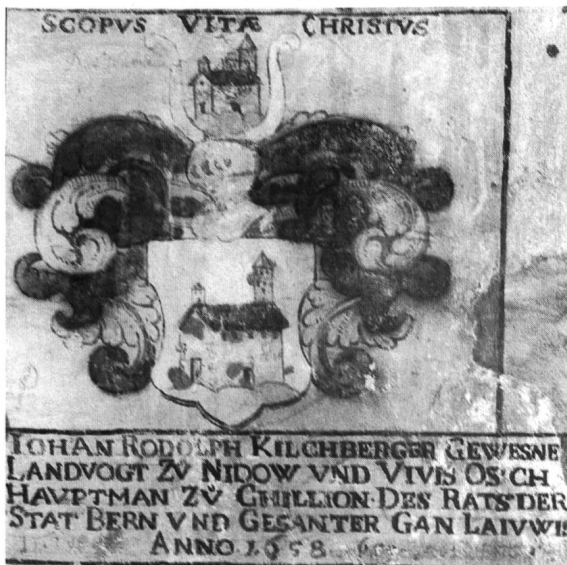 SCOPVS VITÆ CHRISTVS
IOHAN RODOLPH KILCHBERGER GEWESNE
LANDVOGT ZV NIDOW VND VIVIS OS·CH
HAVPTMAN ZŮ CHILLION·DES RATS DER
STAT BERN VND GESANTER GAN LAIVWIS
ANNO 1658